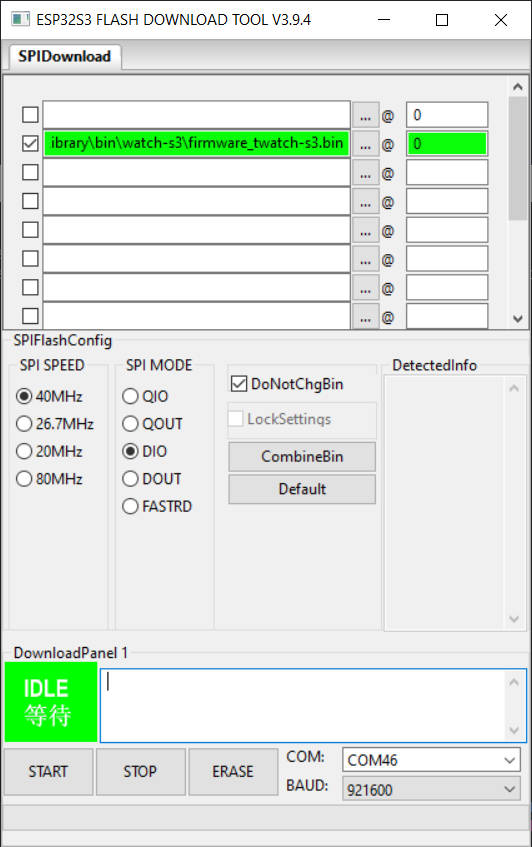 ESP32S3 FLASH DOWNLOAD TOOL V3.9.4
SPIDownload
... @ 0
ibrary\bin\watch-s3\firmware_twatch-s3.bin ... @ 0
... @
... @
... @
... @
... @
... @
SPIFlashConfig
SPI SPEED
40MHz
26.7MHz
20MHz
80MHz
SPI MODE
QIO
QOUT
DIO
DOUT
FASTRD
DoNotChgBin
LockSettings
CombineBin
Default
DetectedInfo
DownloadPanel 1
IDLE
等待
START
STOP
ERASE
COM: COM46
BAUD: 921600